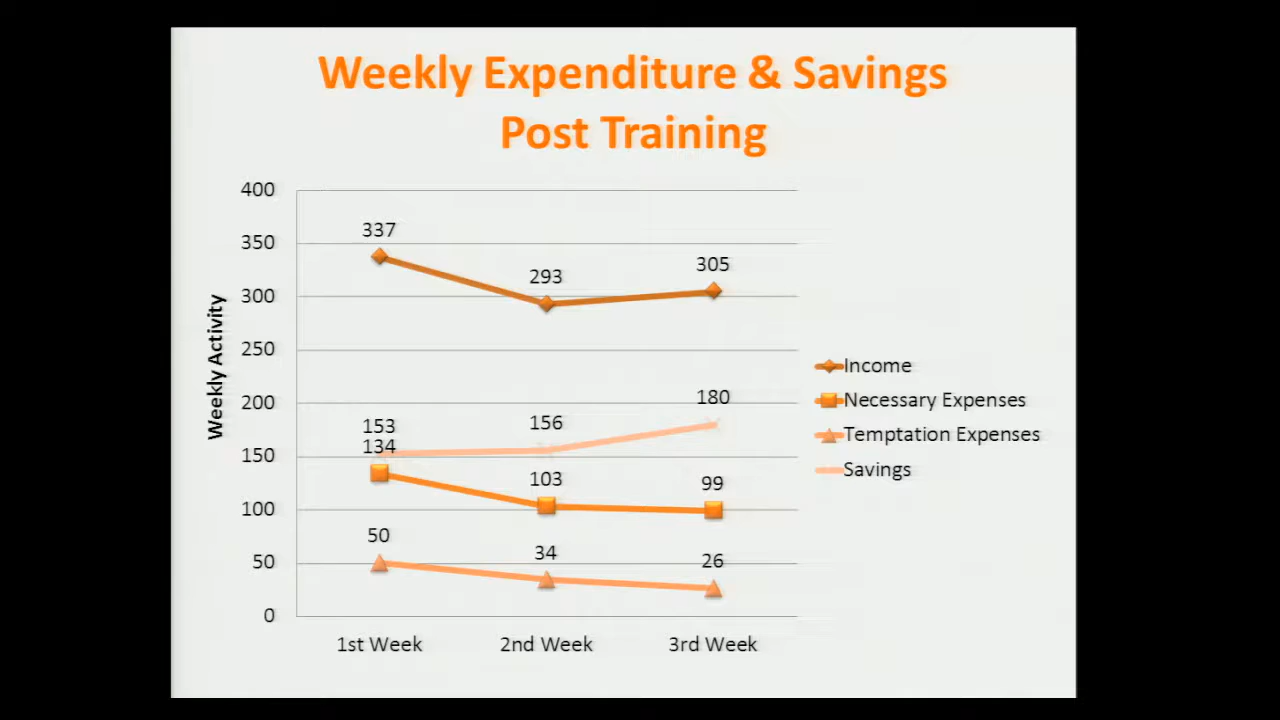 Weekly Expenditure & Savings
Post Training
400
350
300
250
200
150
100
50
0
Weekly Activity
337
293
305
153
156
180
134
103
99
50
34
26
1st Week
2nd Week
3rd Week
Income
Necessary Expenses
Temptation Expenses
Savings